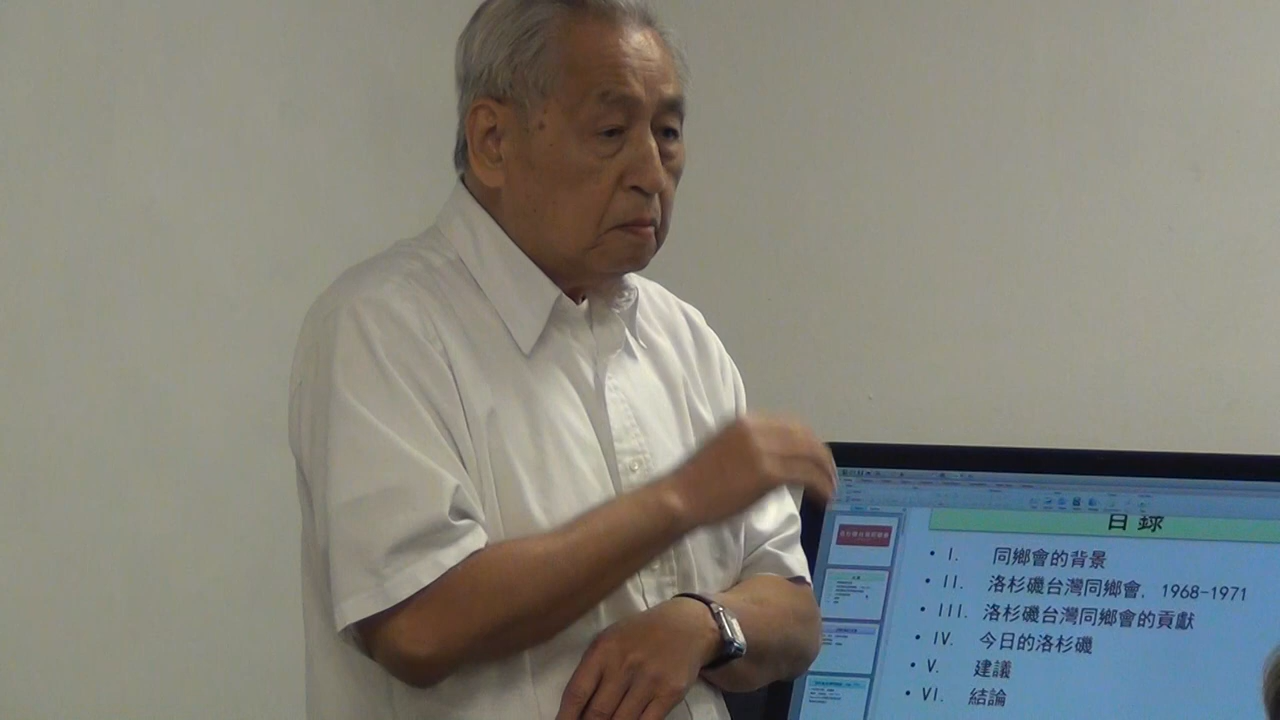 目錄
• I. 同鄉會的背景
• II. 洛杉磯台灣同鄉會, 1968-1971
• III. 洛杉磯台灣同鄉會的貢獻
• IV. 今日的洛杉磯
• V. 建議
• VI. 結論